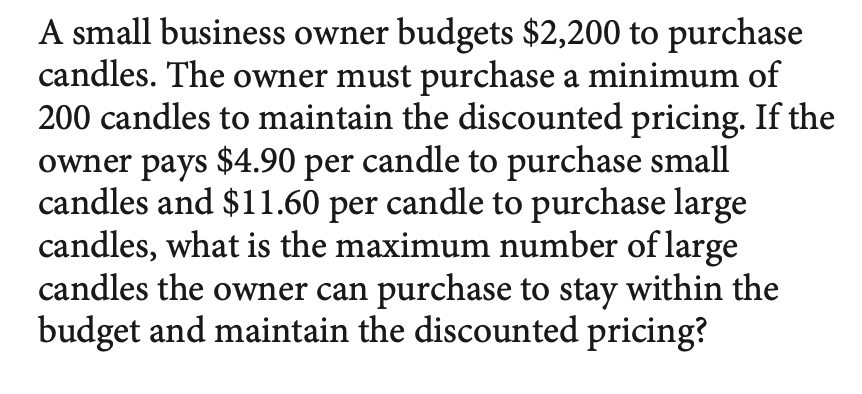 A small business owner budgets $2,200 to purchase
candles. The owner must purchase a minimum of
200 candles to maintain the discounted pricing. If the
owner pays $4.90 per candle to purchase small
candles and $11.60 per candle to purchase large
candles, what is the maximum number of large
candles the owner can purchase to stay within the
budget and maintain the discounted pricing?